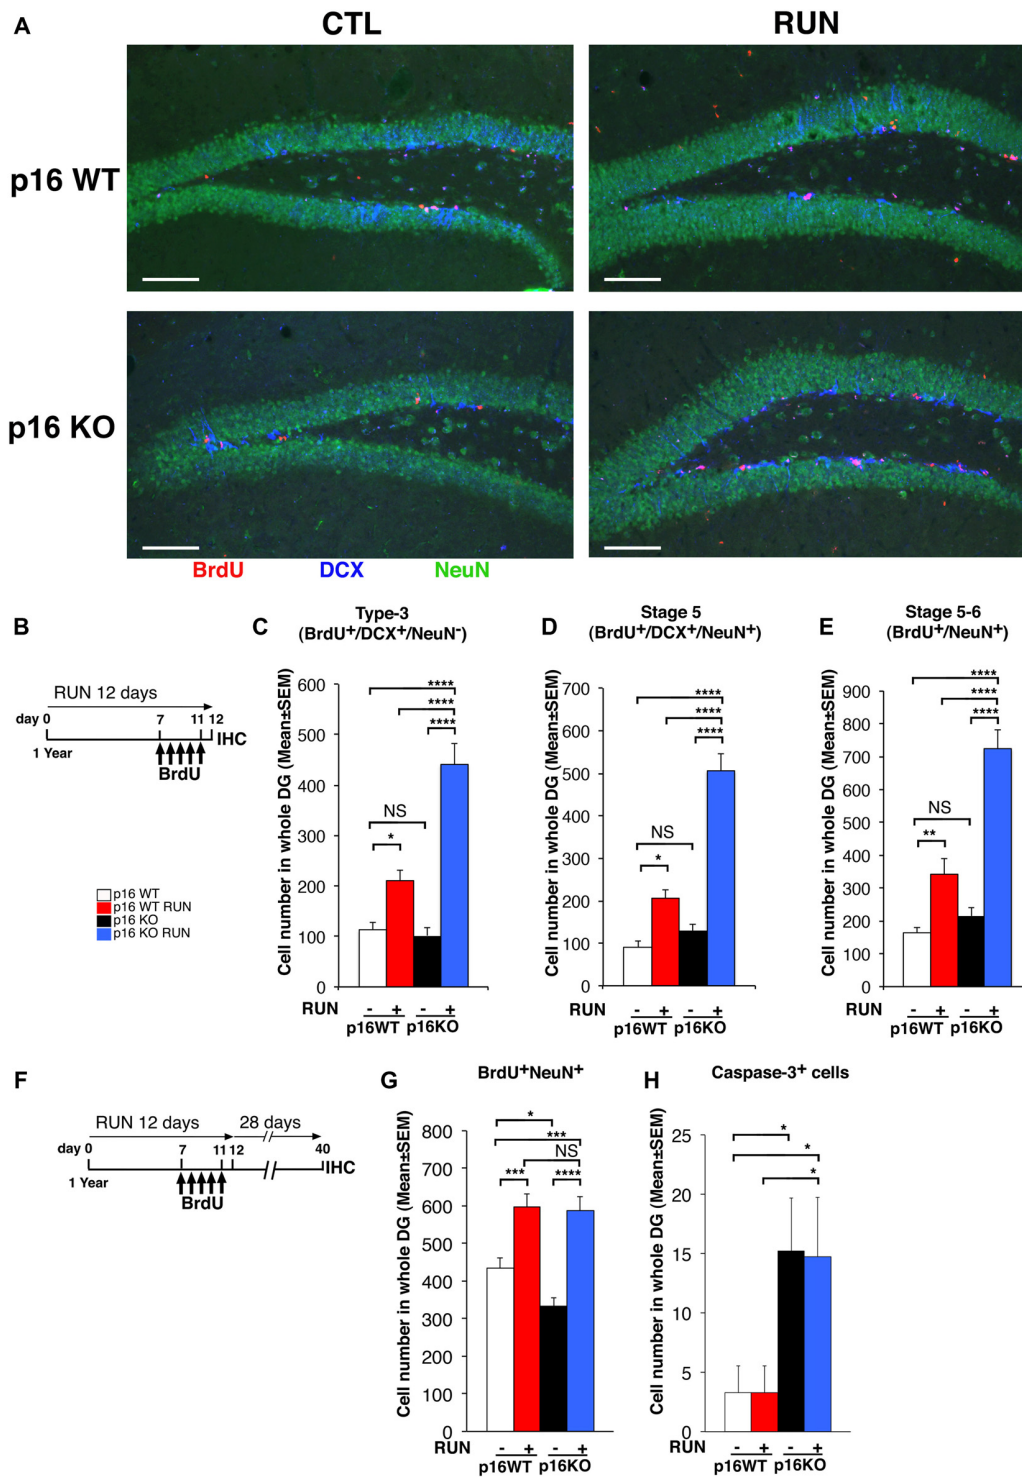 A
CTL
RUN
p16 WT
p16 KO
BrdU
DCX
NeuN
B
RUN 12 days
day 0
7
11
12
IHC
1 Year
BrdU
p16 WT
p16 WT RUN
p16 KO
p16 KO RUN
C
Type-3
(BrdU⁺/DCX⁺/NeuN⁻)
Cell number in whole DG (Mean±SEM)
600
500
400
300
200
100
0
****
****
****
NS
*
RUN
- + - +
p16WT p16KO
D
Stage 5
(BrdU⁺/DCX⁺/NeuN⁺)
Cell number in whole DG (Mean±SEM)
700
600
500
400
300
200
100
0
****
****
****
NS
*
RUN
- + - +
p16WT p16KO
E
Stage 5-6
(BrdU⁺/NeuN⁺)
Cell number in whole DG (Mean±SEM)
900
800
700
600
500
400
300
200
100
0
****
****
****
NS
**
RUN
- + - +
p16WT p16KO
F
RUN 12 days
28 days
day
0
7
11
12
40
IHC
1 Year
BrdU
G
BrdU⁺NeuN⁺
Cell number in whole DG (Mean±SEM)
800
700
600
500
400
300
200
100
0
*
***
NS
***
****
RUN
- + - +
p16WT p16KO
H
Caspase-3⁺ cells
Cell number in whole DG (Mean±SEM)
25
20
15
10
5
0
*
*
*
RUN
- + - +
p16WT p16KO